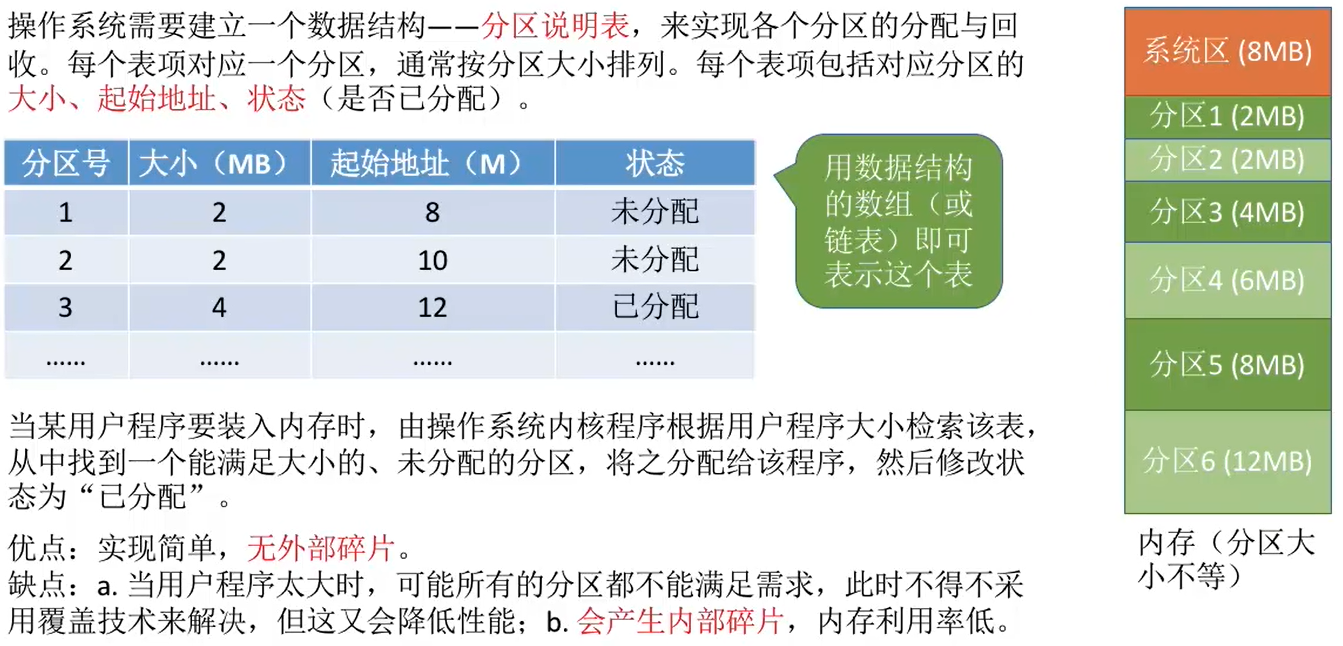 操作系统需要建立一个数据结构——分区说明表，来实现各个分区的分配与回
收。每个表项对应一个分区，通常按分区大小排列。每个表项包括对应分区的
大小、起始地址、状态（是否已分配）。
分区号 大小（MB） 起始地址（M） 状态
1 2 8 未分配
2 2 10 未分配
3 4 12 已分配
...... ...... ...... ......
用数据结构
的数组（或
链表）即可
表示这个表
当某用户程序要装入内存时，由操作系统内核程序根据用户程序大小检索该表，
从中找到一个能满足大小的、未分配的分区，将之分配给该程序，然后修改状
态为“已分配”。
优点：实现简单，无外部碎片。
缺点：a. 当用户程序太大时，可能所有的分区都不能满足需求，此时不得不采
用覆盖技术来解决，但这又会降低性能；b. 会产生内部碎片，内存利用率低。
系统区 (8MB)
分区1 (2MB)
分区2 (2MB)
分区3 (4MB)
分区4 (6MB)
分区5 (8MB)
分区6 (12MB)
内存（分区大
小不等）